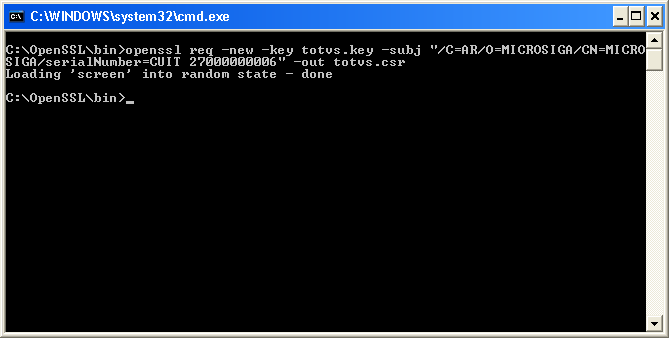 C:\WINDOWS\system32\cmd.exe
C:\OpenSSL\bin>openssl req -new -key totvs.key -subj "/C=AR/O=MICROSIGA/CN=MICRO
SIGA/serialNumber=CUIT 27000000006" -out totvs.csr
Loading 'screen' into random state - done
C:\OpenSSL\bin>_